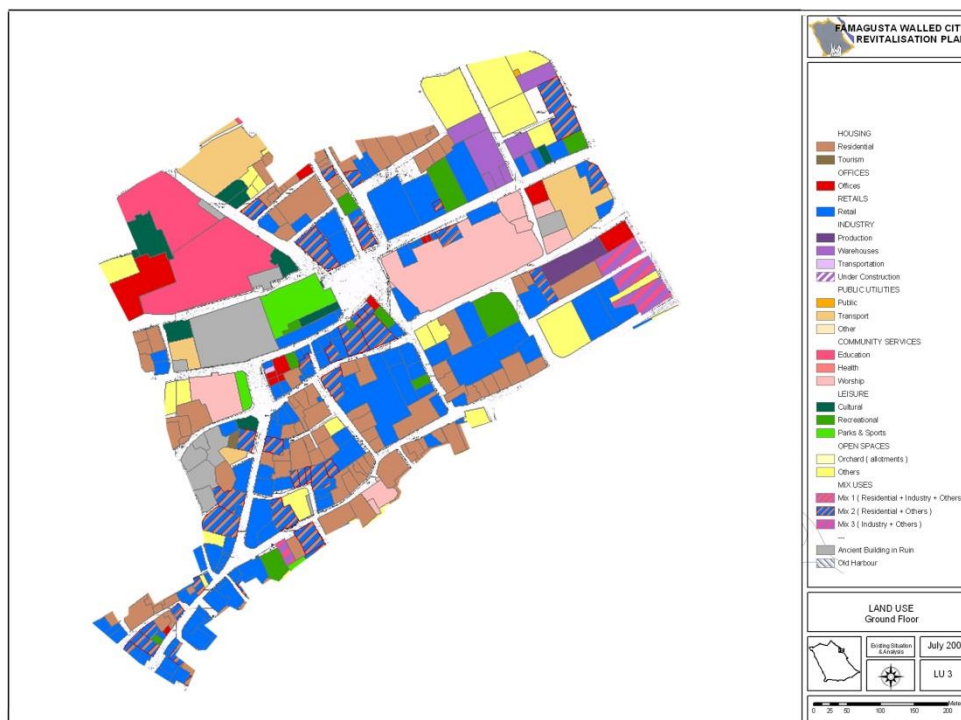 FAMAGUSTA WALLED CIT
REVITALISATION PLA
HOUSING
Residential
Tourism
OFFICES
Offices
RETAILS
Retail
INDUSTRY
Production
Warehouses
Transportation
Under Construction
PUBLIC UTILITIES
Public
Transport
Other
COMMUNITY SERVICES
Education
Health
Worship
LEISURE
Cultural
Recreational
Parks & Sports
OPEN SPACES
Orchard ( allotments )
Others
MIX USES
Mix 1 ( Residential + Industry + Others
Mix 2 ( Residential + Others )
Mix 3 ( Industry + Others )
---
Ancient Building in Ruin
Old Harbour
LAND USE
Ground Floor
Existing Situation
& Analysis
July 200
LU 3
Mete
0 25 50 100 150 200